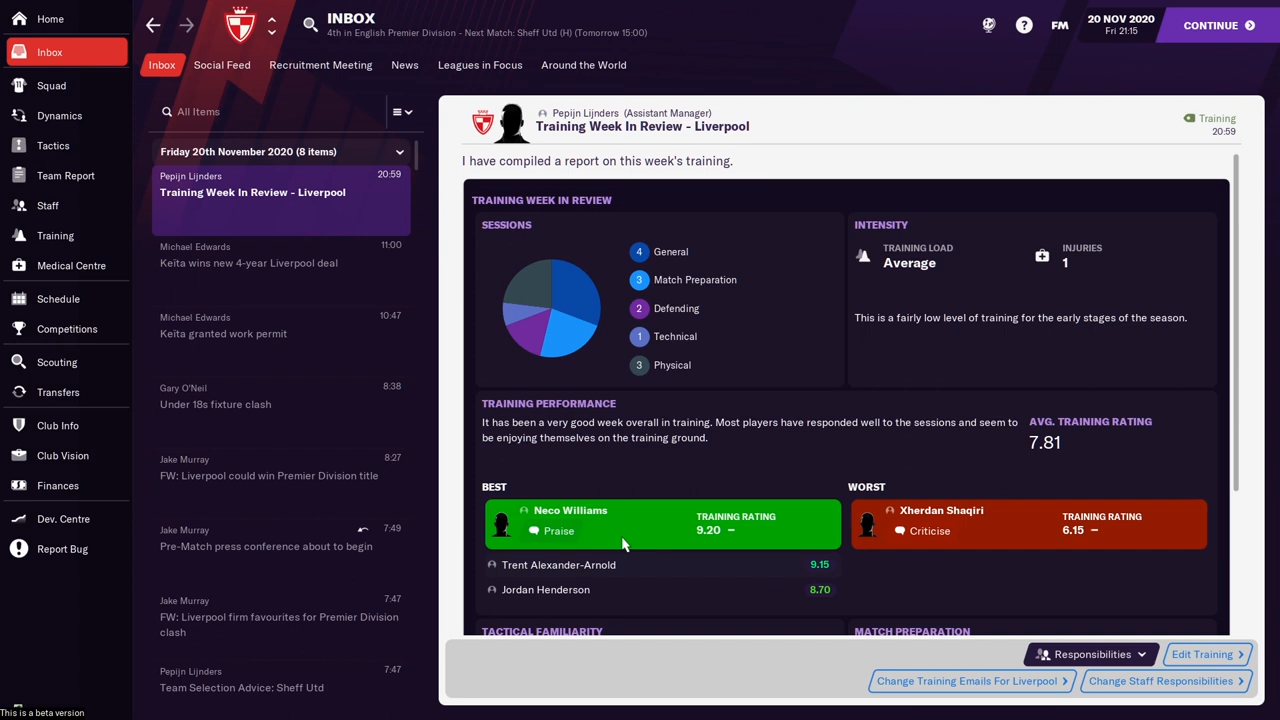 Home
Inbox
Squad
Dynamics
Tactics
Team Report
Staff
Training
Medical Centre
Schedule
Competitions
Scouting
Transfers
Club Info
Club Vision
Finances
Dev. Centre
Report Bug
This is a beta version
INBOX
4th in English Premier Division - Next Match: Sheff Utd (H) (Tomorrow 15:00)
FM
20 NOV 2020
Fri 21:15
CONTINUE
Inbox
Social Feed
Recruitment Meeting
News
Leagues in Focus
Around the World
All Items
Friday 20th November 2020 (8 items)
Pepijn Lijnders 20:59
Training Week In Review - Liverpool
Michael Edwards 11:00
Keïta wins new 4-year Liverpool deal
Michael Edwards 10:47
Keïta granted work permit
Gary O'Neil 8:38
Under 18s fixture clash
Jake Murray 8:27
FW: Liverpool could win Premier Division title
Jake Murray 7:49
Pre-Match press conference about to begin
Jake Murray 7:47
FW: Liverpool firm favourites for Premier Division
clash
Pepijn Lijnders 7:47
Team Selection Advice: Sheff Utd
Pepijn Lijnders (Assistant Manager)
Training Week In Review - Liverpool
Training
20:59
I have compiled a report on this week's training.
TRAINING WEEK IN REVIEW
SESSIONS
4 General
3 Match Preparation
2 Defending
1 Technical
3 Physical
INTENSITY
TRAINING LOAD
Average
INJURIES
1
This is a fairly low level of training for the early stages of the season.
TRAINING PERFORMANCE
It has been a very good week overall in training. Most players have responded well to the sessions and seem to
be enjoying themselves on the training ground.
AVG. TRAINING RATING
7.81
BEST
Neco Williams
Praise
TRAINING RATING
9.20 –
Trent Alexander-Arnold 9.15
Jordan Henderson 8.70
WORST
Xherdan Shaqiri
Criticise
TRAINING RATING
6.15 –
TACTICAL FAMILIARITY
MATCH PREPARATION
Responsibilities
Edit Training
Change Training Emails For Liverpool
Change Staff Responsibilities